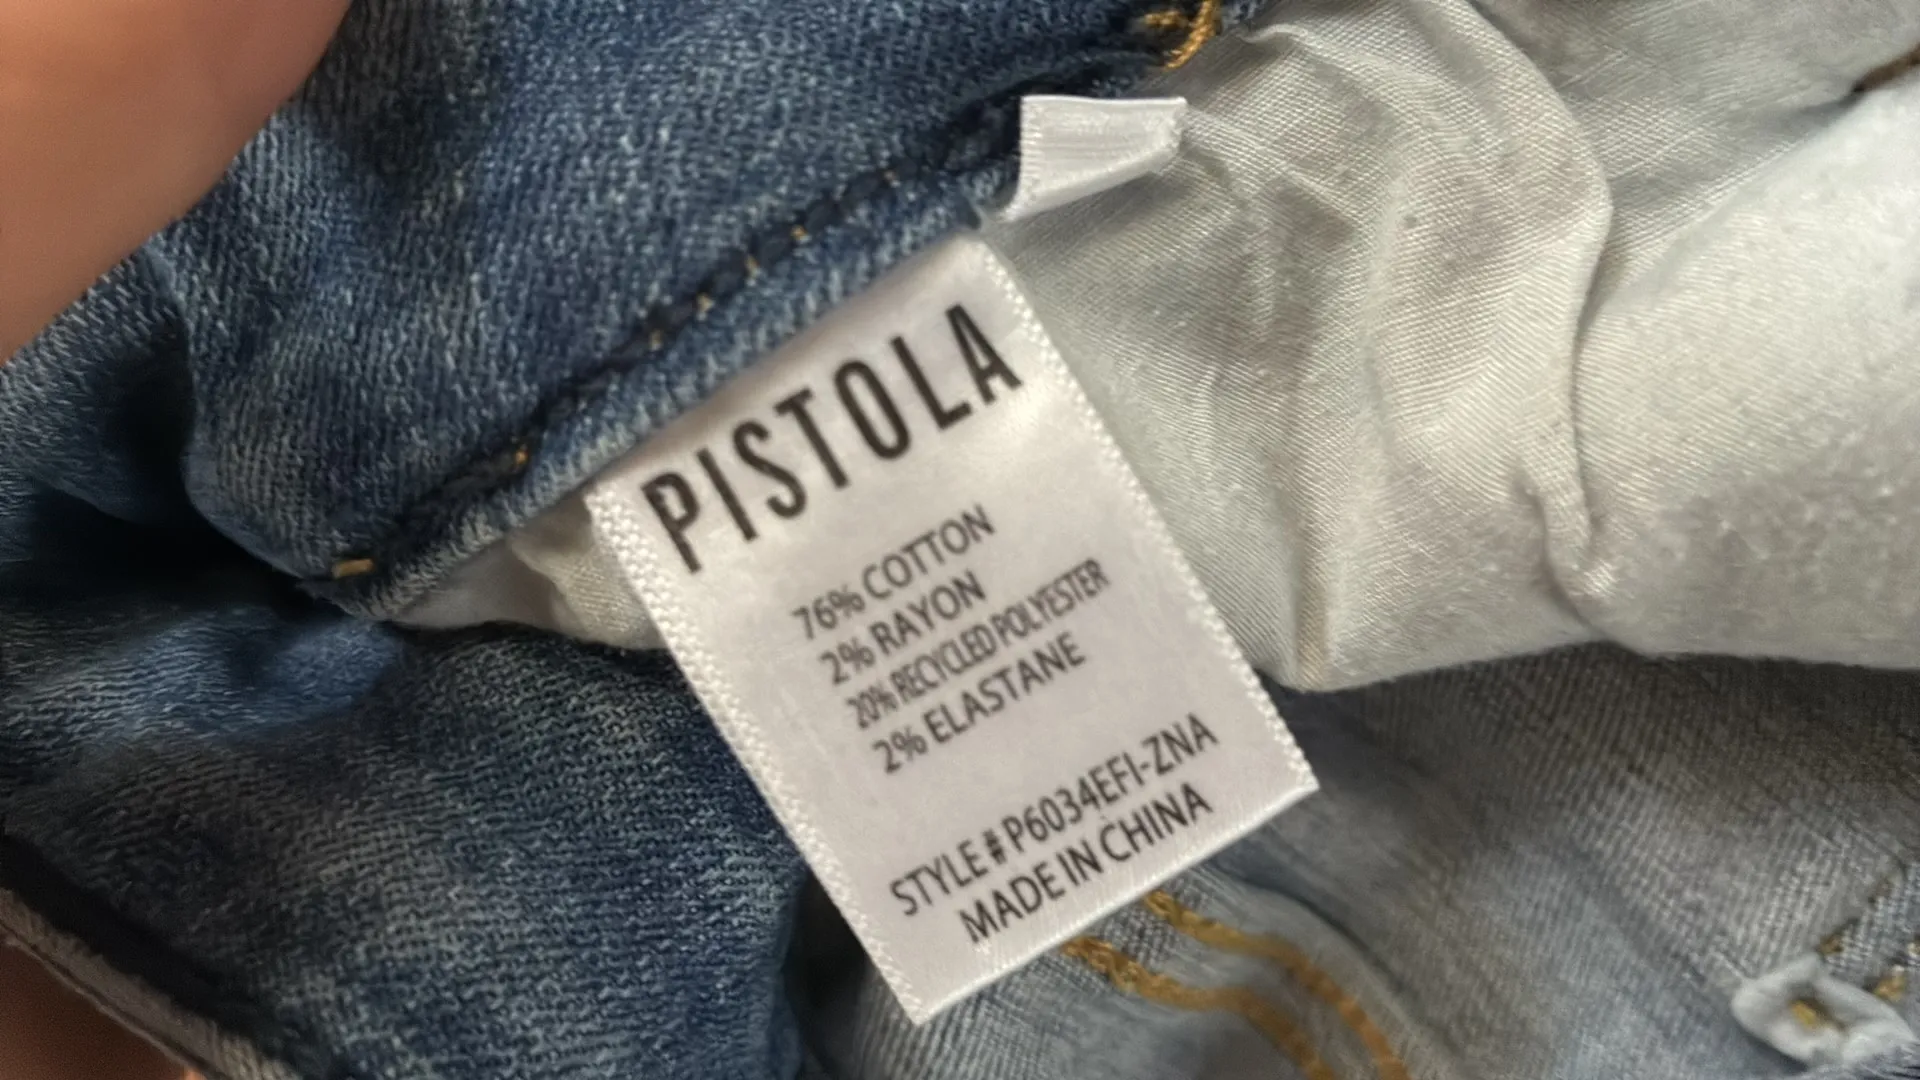 PISTOLA
76% COTTON
2% RAYON
20% RECYCLED POLYESTER
2% ELASTANE
STYLE # P6034EFI-ZNA
MADE IN CHINA